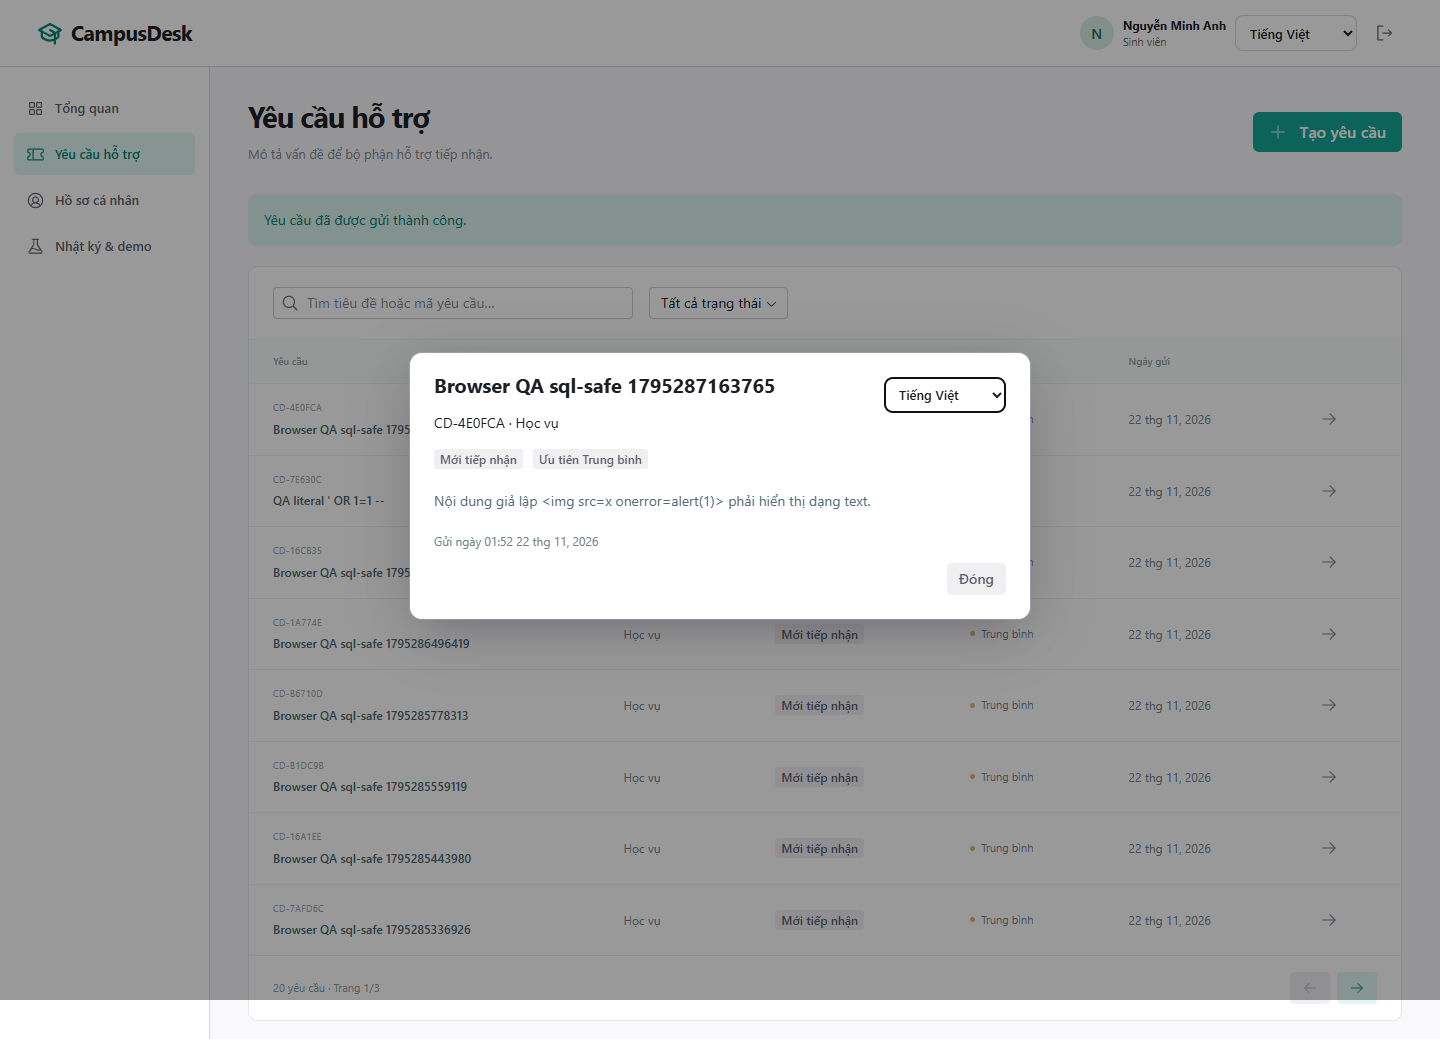 CampusDesk
N
Nguyễn Minh Anh
Sinh viên
Tiếng Việt
Tổng quan
Yêu cầu hỗ trợ
Hồ sơ cá nhân
Nhật ký & demo
Yêu cầu hỗ trợ
Mô tả vấn đề để bộ phận hỗ trợ tiếp nhận.
Tạo yêu cầu
Yêu cầu đã được gửi thành công.
Tìm tiêu đề hoặc mã yêu cầu...
Tất cả trạng thái
Yêu cầu
Ngày gửi
Browser QA sql-safe 1795287163765
Tiếng Việt
CD-4E0FCA · Học vụ
Mới tiếp nhận
Ưu tiên Trung bình
Nội dung giả lập <img src=x onerror=alert(1)> phải hiển thị dạng text.
Gửi ngày 01:52 22 thg 11, 2026
Đóng
CD-4E0FCA
Browser QA sql-safe 1795
22 thg 11, 2026
CD-7E630C
QA literal ' OR 1=1 --
22 thg 11, 2026
CD-16CB35
Browser QA sql-safe 1795
22 thg 11, 2026
CD-1A774E
Browser QA sql-safe 1795286496419
Học vụ
Mới tiếp nhận
Trung bình
22 thg 11, 2026
CD-B6710D
Browser QA sql-safe 1795285778313
Học vụ
Mới tiếp nhận
Trung bình
22 thg 11, 2026
CD-B1DC9B
Browser QA sql-safe 1795285559119
Học vụ
Mới tiếp nhận
Trung bình
22 thg 11, 2026
CD-16A1EE
Browser QA sql-safe 1795285443980
Học vụ
Mới tiếp nhận
Trung bình
22 thg 11, 2026
CD-7AFD6C
Browser QA sql-safe 1795285336926
Học vụ
Mới tiếp nhận
Trung bình
22 thg 11, 2026
20 yêu cầu · Trang 1/3